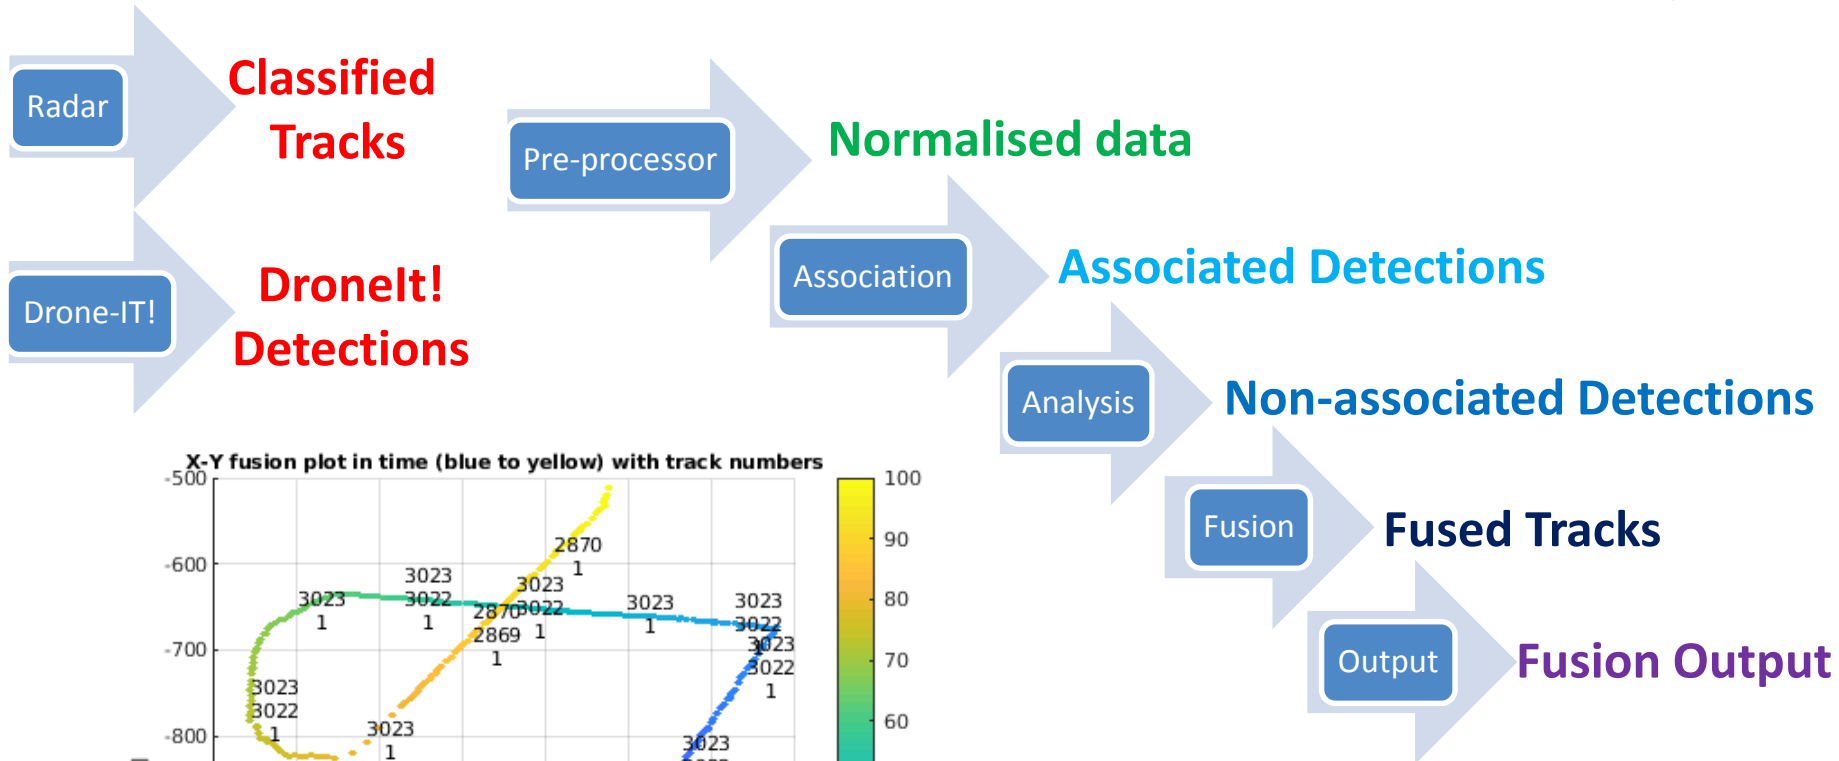 Radar
Classified
Tracks
Pre-processor
Normalised data
Drone-IT!
DroneIt!
Detections
Association
Associated Detections
Analysis
Non-associated Detections
Fusion
Fused Tracks
Output
Fusion Output
X-Y fusion plot in time (blue to yellow) with track numbers
-500
-600
-700
-800
100
90
80
70
60
2870
1
3023
3022
1
3023
1
3023
3022
1
3023
1
3023
3022
2870
2869
1
3023
3022
1
3023
3022
1
3023
1
3023